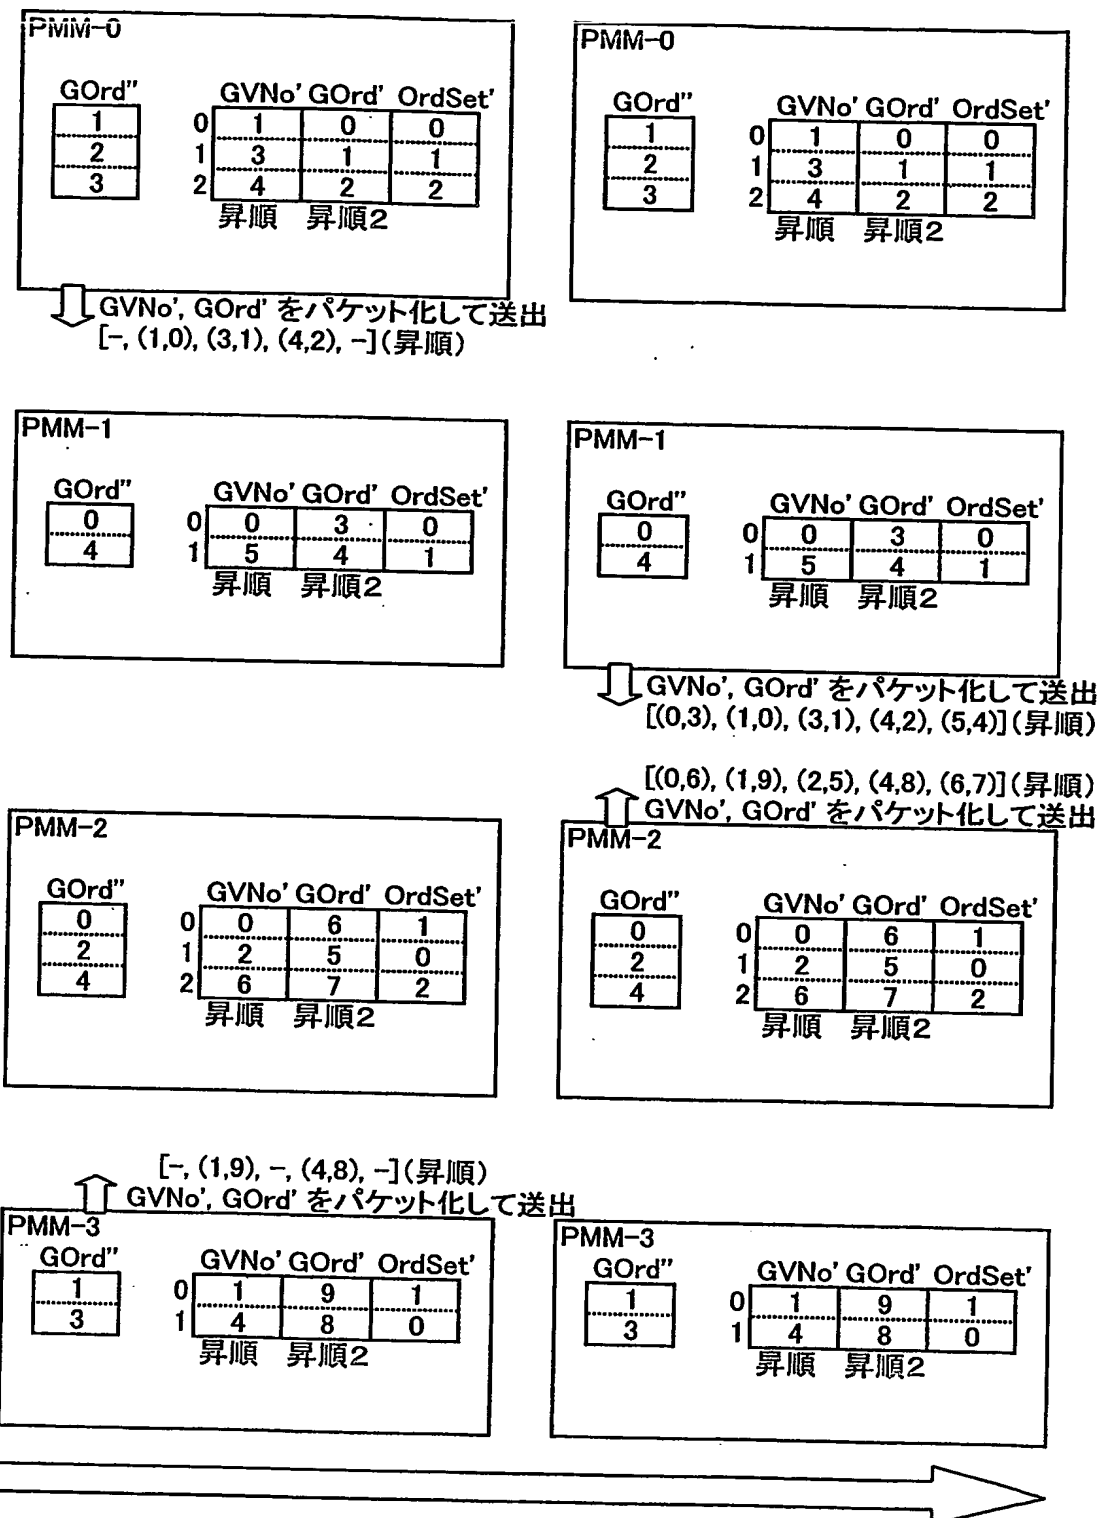 PMM-0
GOrd"
1
2
3
GVNo' GOrd' OrdSet'
0 1 0 0
1 3 1 1
2 4 2 2
昇順 昇順2
GVNo', GOrd' をパケット化して送出
[-, (1,0), (3,1), (4,2), -](昇順)
PMM-0
GOrd"
1
2
3
GVNo' GOrd' OrdSet'
0 1 0 0
1 3 1 1
2 4 2 2
昇順 昇順2
PMM-1
GOrd"
0
4
GVNo' GOrd' OrdSet'
0 0 3 0
1 5 4 1
昇順 昇順2
PMM-1
GOrd"
0
4
GVNo' GOrd' OrdSet'
0 0 3 0
1 5 4 1
昇順 昇順2
GVNo', GOrd' をパケット化して送出
[(0,3), (1,0), (3,1), (4,2), (5,4)](昇順)
PMM-2
GOrd"
0
2
4
GVNo' GOrd' OrdSet'
0 0 6 1
1 2 5 0
2 6 7 2
昇順 昇順2
[(0,6), (1,9), (2,5), (4,8), (6,7)](昇順)
GVNo', GOrd' をパケット化して送出
PMM-2
GOrd"
0
2
4
GVNo' GOrd' OrdSet'
0 0 6 1
1 2 5 0
2 6 7 2
昇順 昇順2
[-, (1,9), -, (4,8), -](昇順)
GVNo', GOrd' をパケット化して送出
PMM-3
GOrd"
1
3
GVNo' GOrd' OrdSet'
0 1 9 1
1 4 8 0
昇順 昇順2
PMM-3
GOrd"
1
3
GVNo' GOrd' OrdSet'
0 1 9 1
1 4 8 0
昇順 昇順2